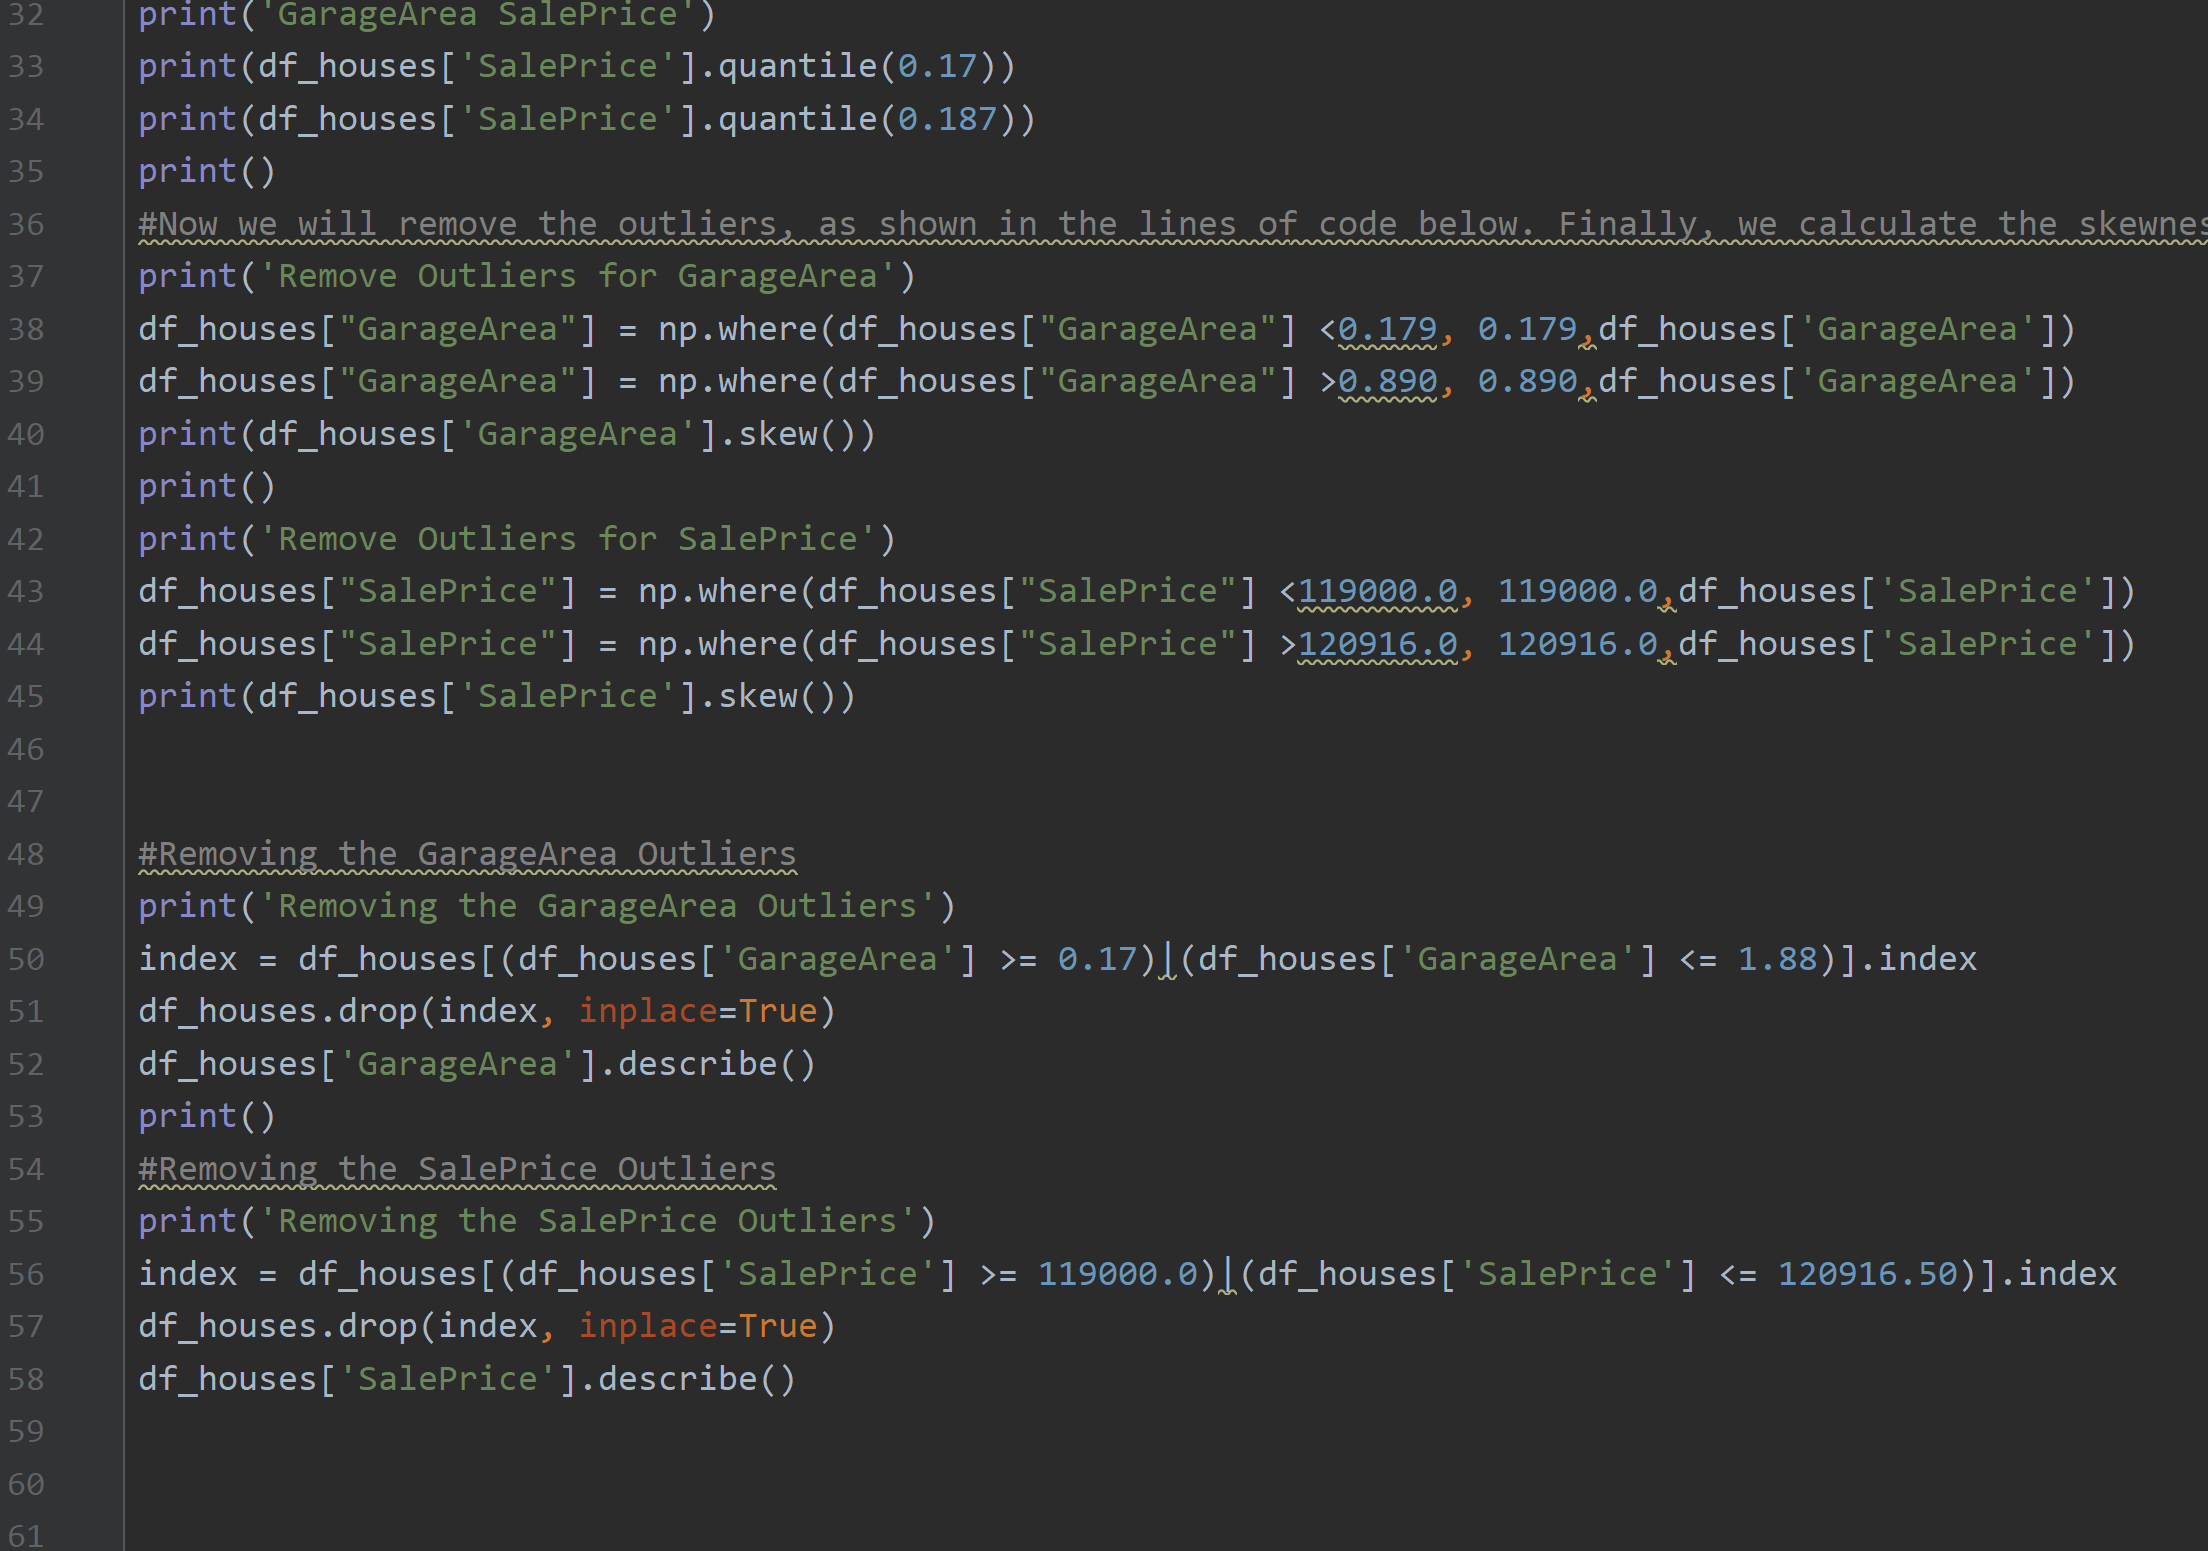 32 print('GarageArea SalePrice')
33 print(df_houses['SalePrice'].quantile(0.17))
34 print(df_houses['SalePrice'].quantile(0.187))
35 print()
36 #Now we will remove the outliers, as shown in the lines of code below. Finally, we calculate the skewnes
37 print('Remove Outliers for GarageArea')
38 df_houses["GarageArea"] = np.where(df_houses["GarageArea"] <0.179, 0.179,df_houses['GarageArea'])
39 df_houses["GarageArea"] = np.where(df_houses["GarageArea"] >0.890, 0.890,df_houses['GarageArea'])
40 print(df_houses['GarageArea'].skew())
41 print()
42 print('Remove Outliers for SalePrice')
43 df_houses["SalePrice"] = np.where(df_houses["SalePrice"] <119000.0, 119000.0,df_houses['SalePrice'])
44 df_houses["SalePrice"] = np.where(df_houses["SalePrice"] >120916.0, 120916.0,df_houses['SalePrice'])
45 print(df_houses['SalePrice'].skew())
46
47
48 #Removing the GarageArea Outliers
49 print('Removing the GarageArea Outliers')
50 index = df_houses[(df_houses['GarageArea'] >= 0.17)|(df_houses['GarageArea'] <= 1.88)].index
51 df_houses.drop(index, inplace=True)
52 df_houses['GarageArea'].describe()
53 print()
54 #Removing the SalePrice Outliers
55 print('Removing the SalePrice Outliers')
56 index = df_houses[(df_houses['SalePrice'] >= 119000.0)|(df_houses['SalePrice'] <= 120916.50)].index
57 df_houses.drop(index, inplace=True)
58 df_houses['SalePrice'].describe()
59
60
61